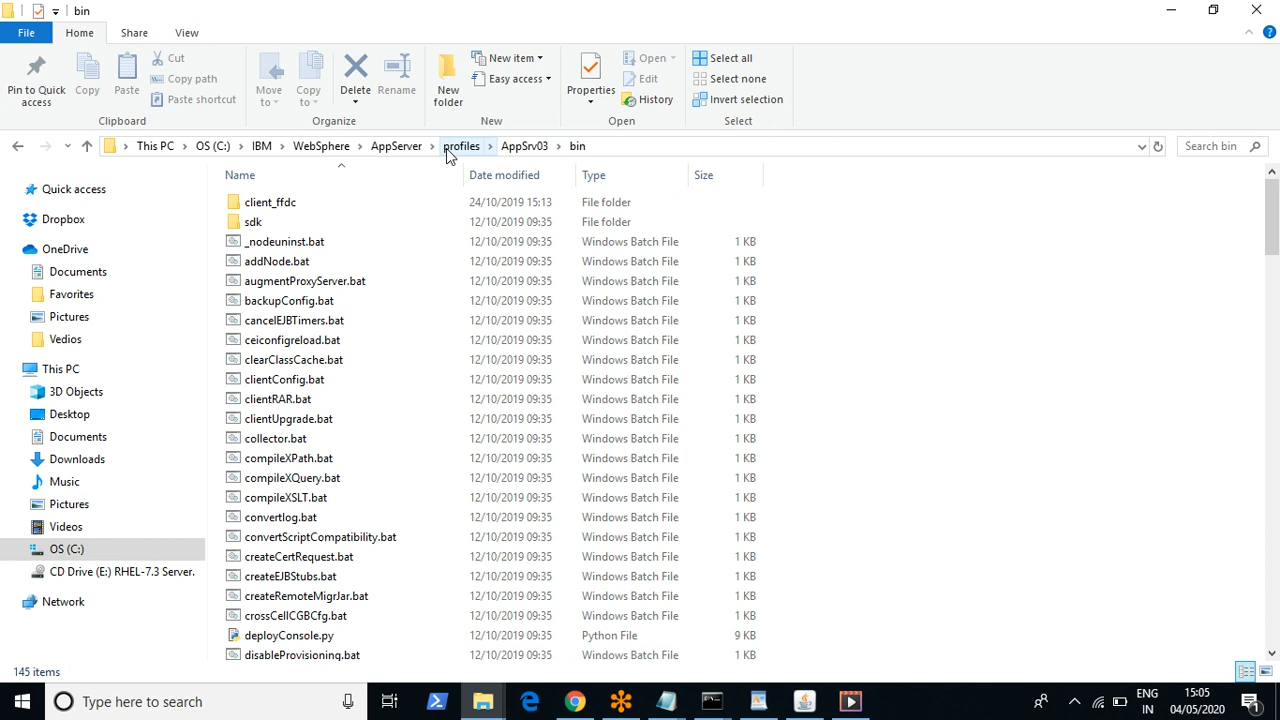 bin
File Home Share View
Pin to Quick access
Copy
Paste
Cut
Copy path
Paste shortcut
Clipboard
Move to
Copy to
Delete
Rename
Organize
New folder
New item
Easy access
New
Properties
Open
Edit
History
Open
Select all
Select none
Invert selection
Select
This PC > OS (C:) > IBM > WebSphere > AppServer > profiles > AppSrv03 > bin
Search bin
Quick access
Dropbox
OneDrive
Documents
Favorites
Pictures
Vedios
This PC
3D Objects
Desktop
Documents
Downloads
Music
Pictures
Videos
OS (C:)
CD Drive (E:) RHEL-7.3 Server.
Network
Name Date modified Type Size
client_ffdc 24/10/2019 15:13 File folder
sdk 12/10/2019 09:35 File folder
_nodeuninst.bat 12/10/2019 09:35 Windows Batch File 1 KB
addNode.bat 12/10/2019 09:35 Windows Batch File 1 KB
augmentProxyServer.bat 12/10/2019 09:35 Windows Batch File 1 KB
backupConfig.bat 12/10/2019 09:35 Windows Batch File 1 KB
cancelEJBTimers.bat 12/10/2019 09:35 Windows Batch File 1 KB
ceiconfigreload.bat 12/10/2019 09:35 Windows Batch File 1 KB
clearClassCache.bat 12/10/2019 09:35 Windows Batch File 1 KB
clientConfig.bat 12/10/2019 09:35 Windows Batch File 1 KB
clientRAR.bat 12/10/2019 09:35 Windows Batch File 1 KB
clientUpgrade.bat 12/10/2019 09:35 Windows Batch File 1 KB
collector.bat 12/10/2019 09:35 Windows Batch File 1 KB
compileXPath.bat 12/10/2019 09:35 Windows Batch File 1 KB
compileXQuery.bat 12/10/2019 09:35 Windows Batch File 1 KB
compileXSLT.bat 12/10/2019 09:35 Windows Batch File 1 KB
convertlog.bat 12/10/2019 09:35 Windows Batch File 1 KB
convertScriptCompatibility.bat 12/10/2019 09:35 Windows Batch File 1 KB
createCertRequest.bat 12/10/2019 09:35 Windows Batch File 1 KB
createEJBStubs.bat 12/10/2019 09:35 Windows Batch File 1 KB
createRemoteMigrJar.bat 12/10/2019 09:35 Windows Batch File 1 KB
crossCellCGBCfg.bat 12/10/2019 09:35 Windows Batch File 1 KB
deployConsole.py 12/10/2019 09:35 Python File 9 KB
disableProvisioning.bat 12/10/2019 09:35 Windows Batch File 1 KB
145 items
Type here to search
ENG
IN
15:05
04/05/2020
1